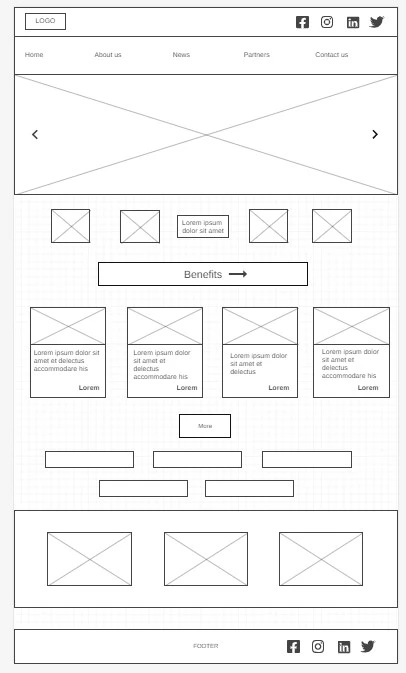 LOGO
Home
About us
News
Partners
Contact us
Lorem ipsum
dolor sit amet
Benefits
Lorem ipsum dolor sit
amet et delectus
accommodare his
Lorem
Lorem ipsum dolor
sit amet et
delectus
accommodare his
Lorem
Lorem ipsum dolor
sit amet et
delectus
Lorem
Lorem ipsum dolor
sit amet et
delectus
accommodare his
Lorem
More
FOOTER